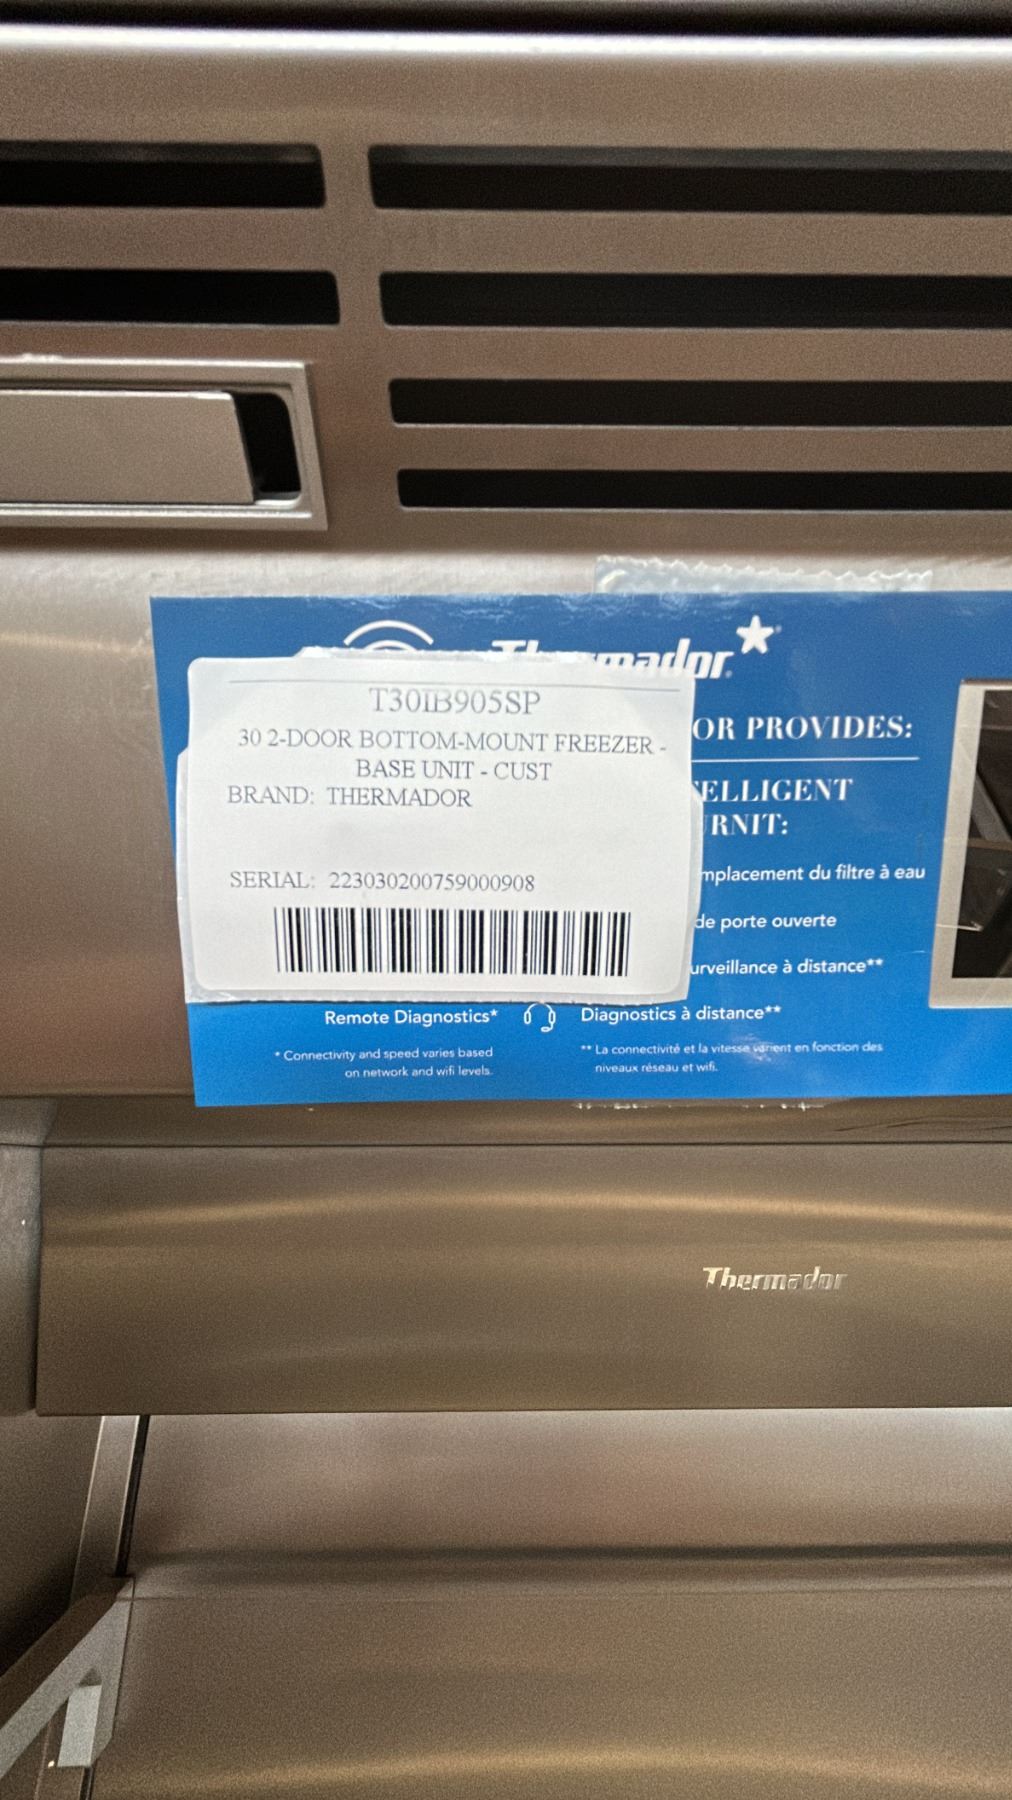 Thermador
T30IB905SP
30 2-DOOR BOTTOM-MOUNT FREEZER -
BASE UNIT - CUST
BRAND: THERMADOR
SERIAL: 223030200759000908
OR PROVIDES:
ELLIGENT
RNIT:
mplacement du filtre à eau
de porte ouverte
urveillance à distance**
Remote Diagnostics*
Diagnostics à distance**
* Connectivity and speed varies based
on network and wifi levels.
** La connectivité et la vitesse varient en fonction des
niveaux réseau et wifi.
Thermador